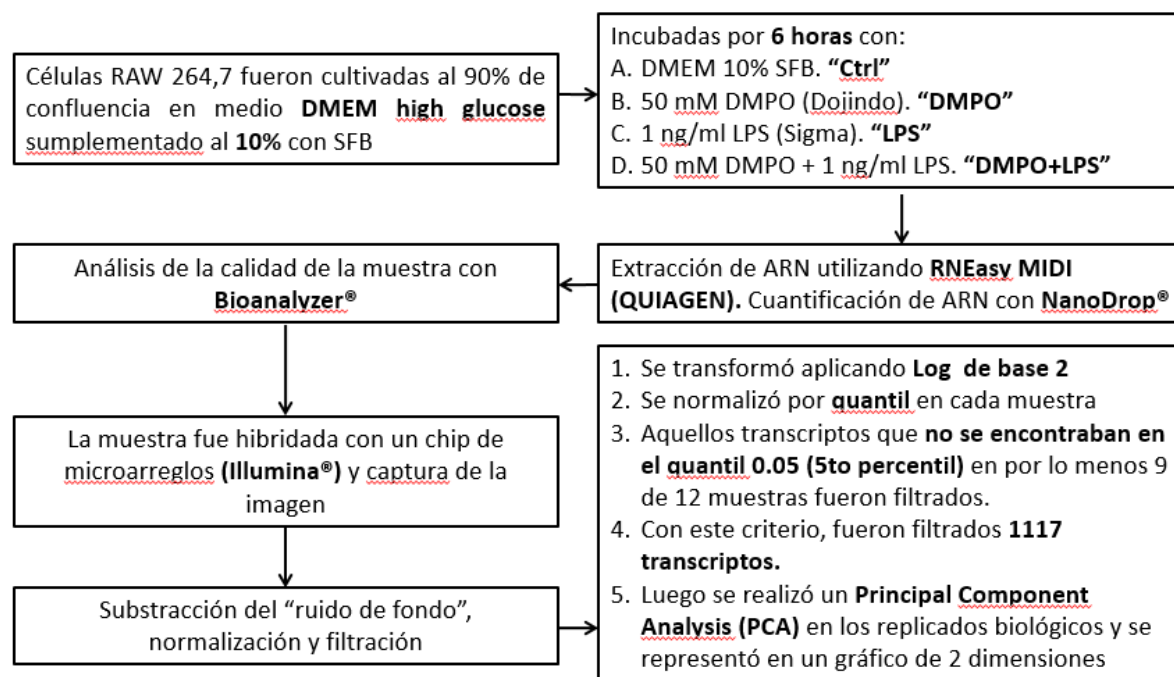 Células RAW 264,7 fueron cultivadas al 90% de
confluencia en medio DMEM high glucose
sumplementado al 10% con SFB
Incubadas por 6 horas con:
A. DMEM 10% SFB. “Ctrl”
B. 50 mM DMPO (Dojindo). “DMPO”
C. 1 ng/ml LPS (Sigma). “LPS”
D. 50 mM DMPO + 1 ng/ml LPS. “DMPO+LPS”
Extracción de ARN utilizando RNEasy MIDI
(QUIAGEN). Cuantificación de ARN con NanoDrop®
Análisis de la calidad de la muestra con
Bioanalyzer®
La muestra fue hibridada con un chip de
microarreglos (Illumina®) y captura de la
imagen
Substracción del “ruido de fondo”,
normalización y filtración
1. Se transformó aplicando Log de base 2
2. Se normalizó por quantil en cada muestra
3. Aquellos transcriptos que no se encontraban en
el quantil 0.05 (5to percentil) en por lo menos 9
de 12 muestras fueron filtrados.
4. Con este criterio, fueron filtrados 1117
transcriptos.
5. Luego se realizó un Principal Component
Analysis (PCA) en los replicados biológicos y se
representó en un gráfico de 2 dimensiones